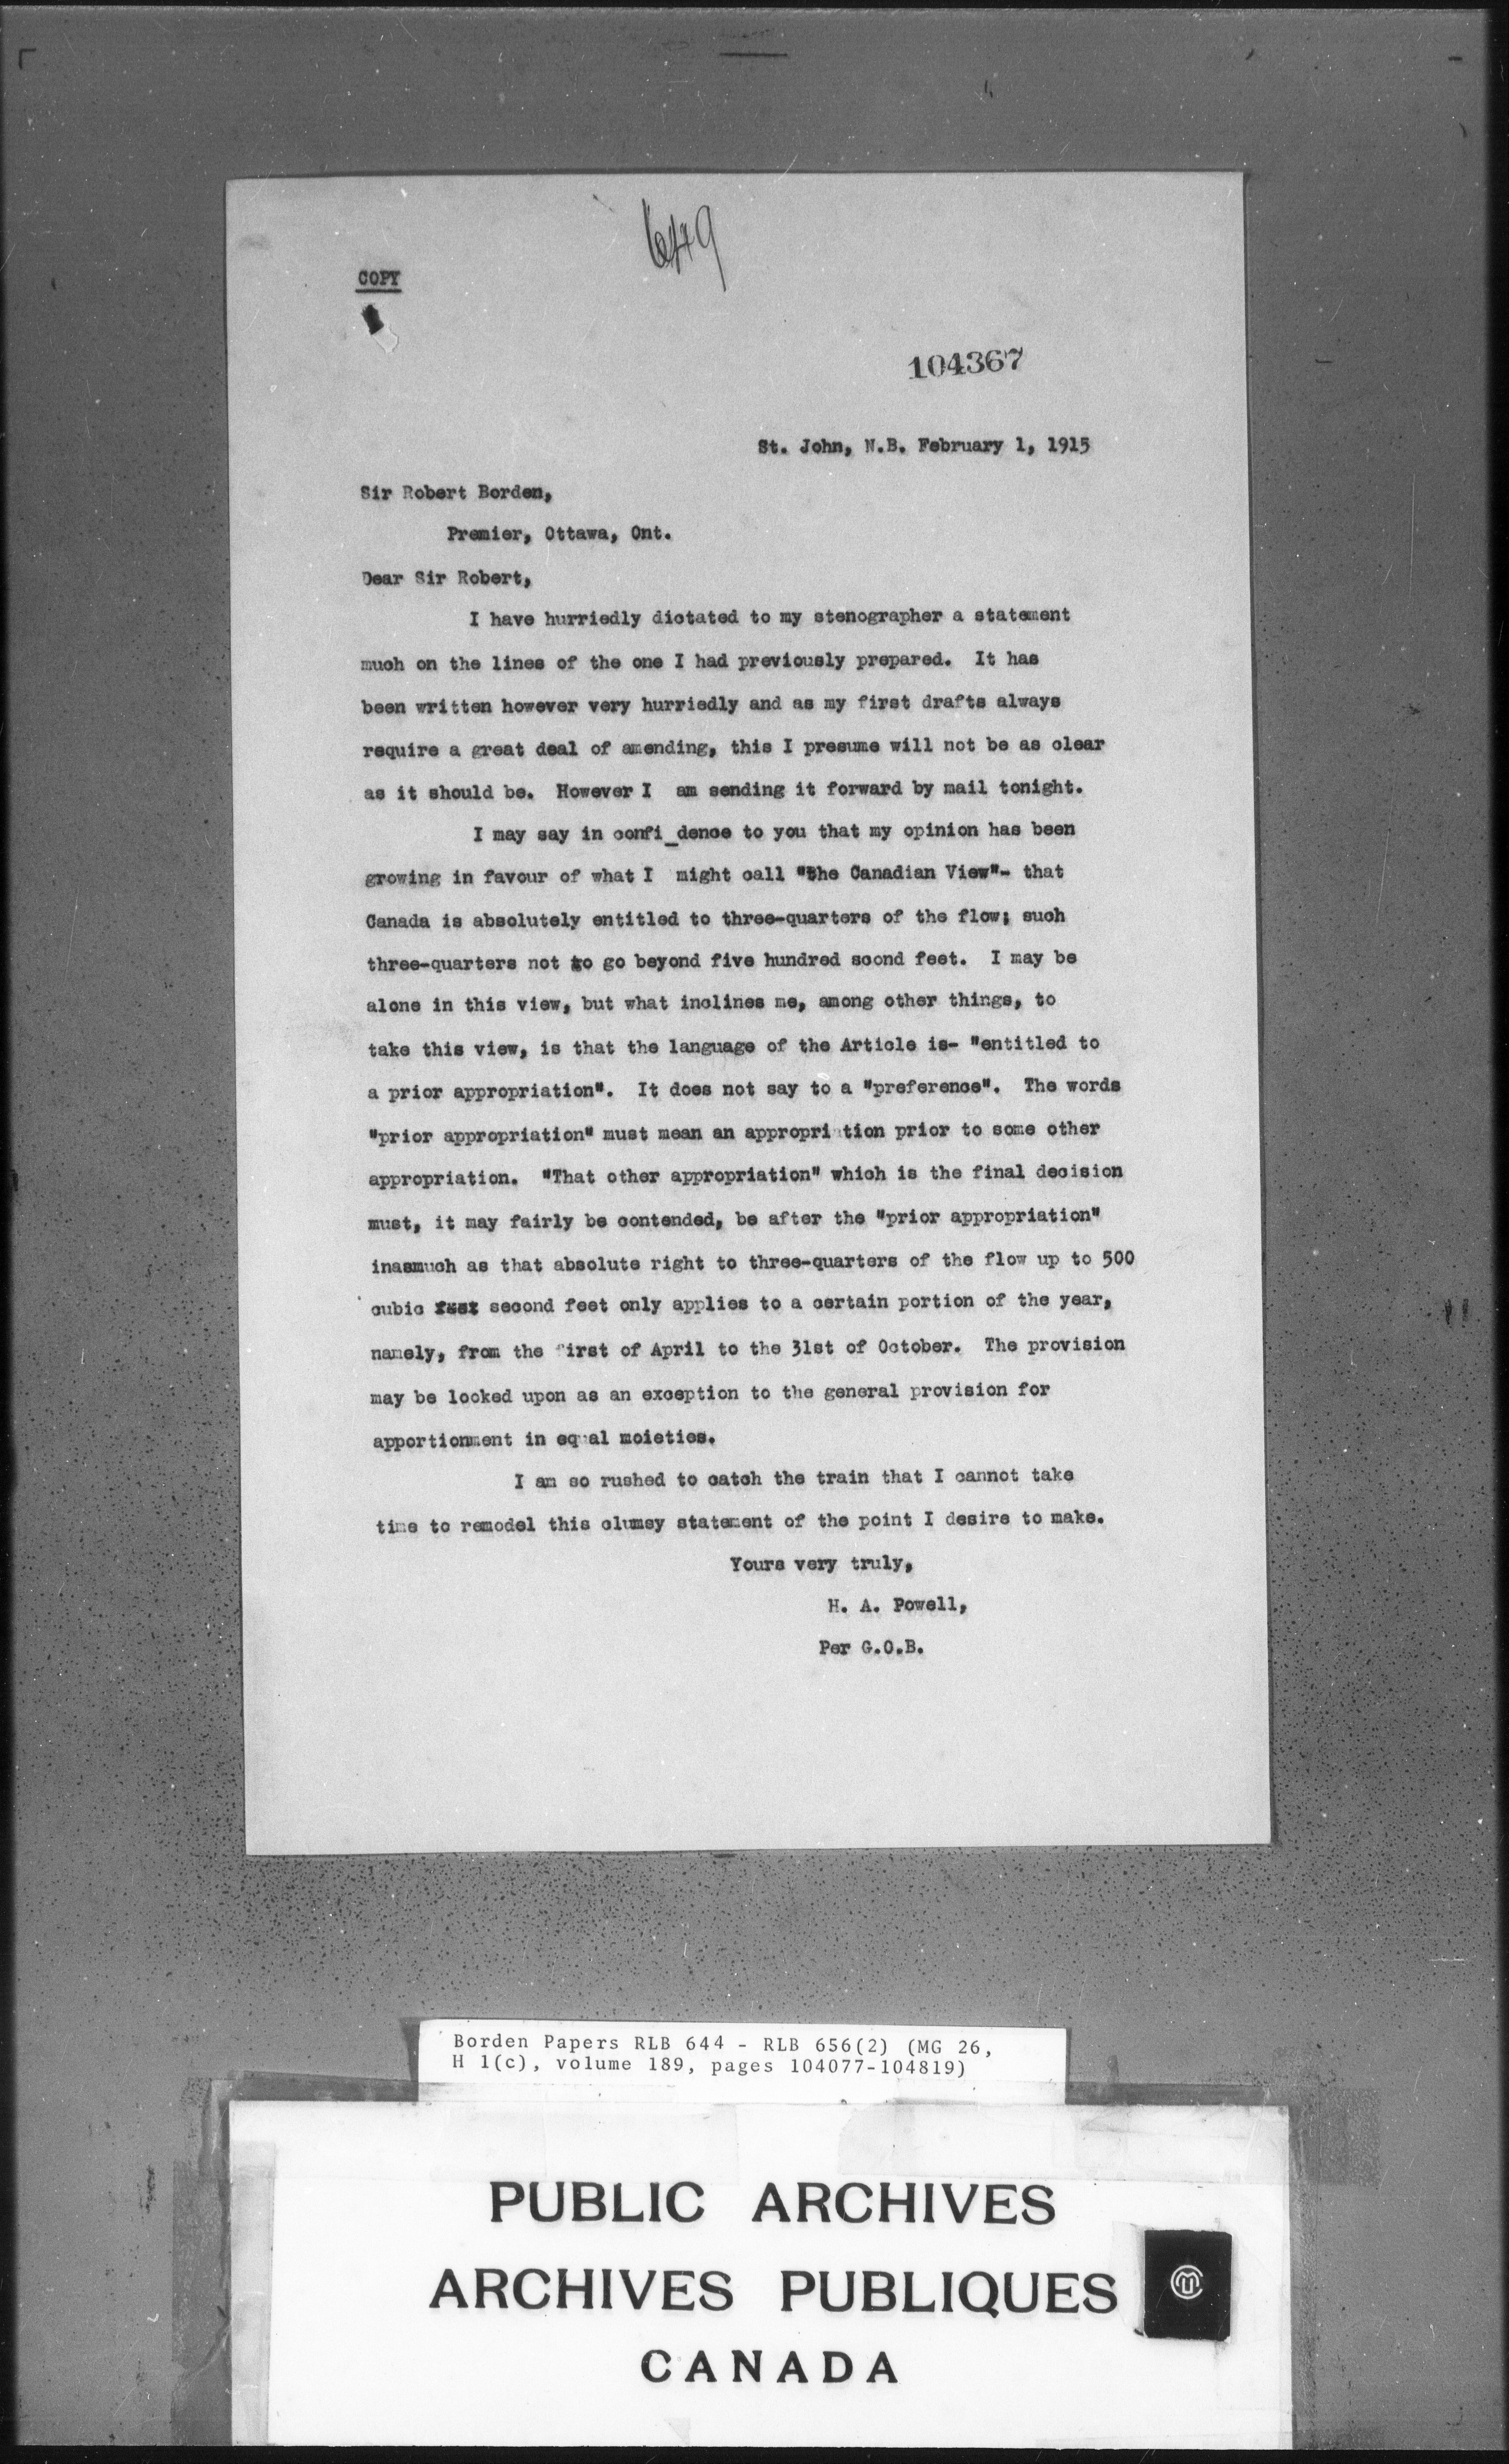 649
COPY
104367
St. John, N.B. February 1, 1915
Sir Robert Borden,
Premier, Ottawa, Ont.
Dear Sir Robert,
I have hurriedly dictated to my stenographer a statement
much on the lines of the one I had previously prepared. It has
been written however very hurriedly and as my first drafts always
require a great deal of amending, this I presume will not be as clear
as it should be. However I am sending it forward by mail tonight.
I may say in confi_dence to you that my opinion has been
growing in favour of what I might call "The Canadian View"- that
Canada is absolutely entitled to three-quarters of the flow; such
three-quarters not to go beyond five hundred scond feet. I may be
alone in this view, but what inclines me, among other things, to
take this view, is that the language of the Article is- "entitled to
a prior appropriation". It does not say to a "preference". The words
"prior appropriation" must mean an appropriation prior to some other
appropriation. "That other appropriation" which is the final decision
must, it may fairly be contended, be after the "prior appropriation"
inasmuch as that absolute right to three-quarters of the flow up to 500
cubic second feet only applies to a certain portion of the year,
namely, from the first of April to the 31st of October. The provision
may be looked upon as an exception to the general provision for
apportionment in equal moieties.
I am so rushed to catch the train that I cannot take
time to remodel this clumsy statement of the point I desire to make.
Yours very truly,
H. A. Powell,
Per G.O.B.
Borden Papers RLB 644 - RLB 656(2) (MG 26,
H 1(c), volume 189, pages 104077-104819)
PUBLIC ARCHIVES
ARCHIVES PUBLIQUES
CANADA